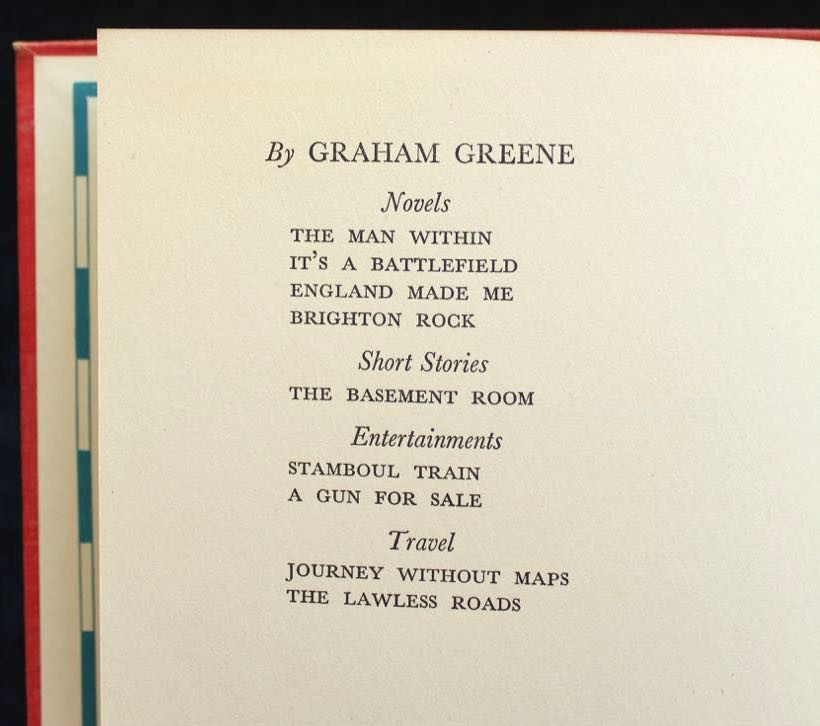 By GRAHAM GREENE
Novels
THE MAN WITHIN
IT'S A BATTLEFIELD
ENGLAND MADE ME
BRIGHTON ROCK
Short Stories
THE BASEMENT ROOM
Entertainments
STAMBOUL TRAIN
A GUN FOR SALE
Travel
JOURNEY WITHOUT MAPS
THE LAWLESS ROADS